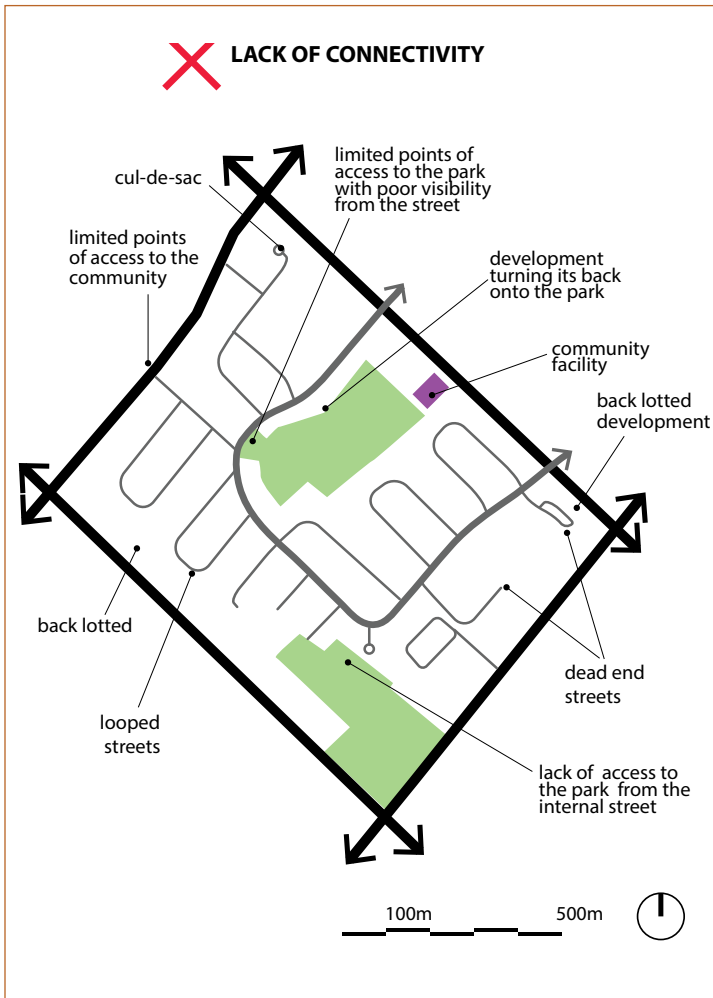 LACK OF CONNECTIVITY
limited points of
access to the park
with poor visibility
from the street
cul-de-sac
limited points
of access to the
community
development
turning its back
onto the park
community
facility
back lotted
development
back lotted
looped
streets
dead end
streets
lack of access to
the park from the
internal street
100m 500m